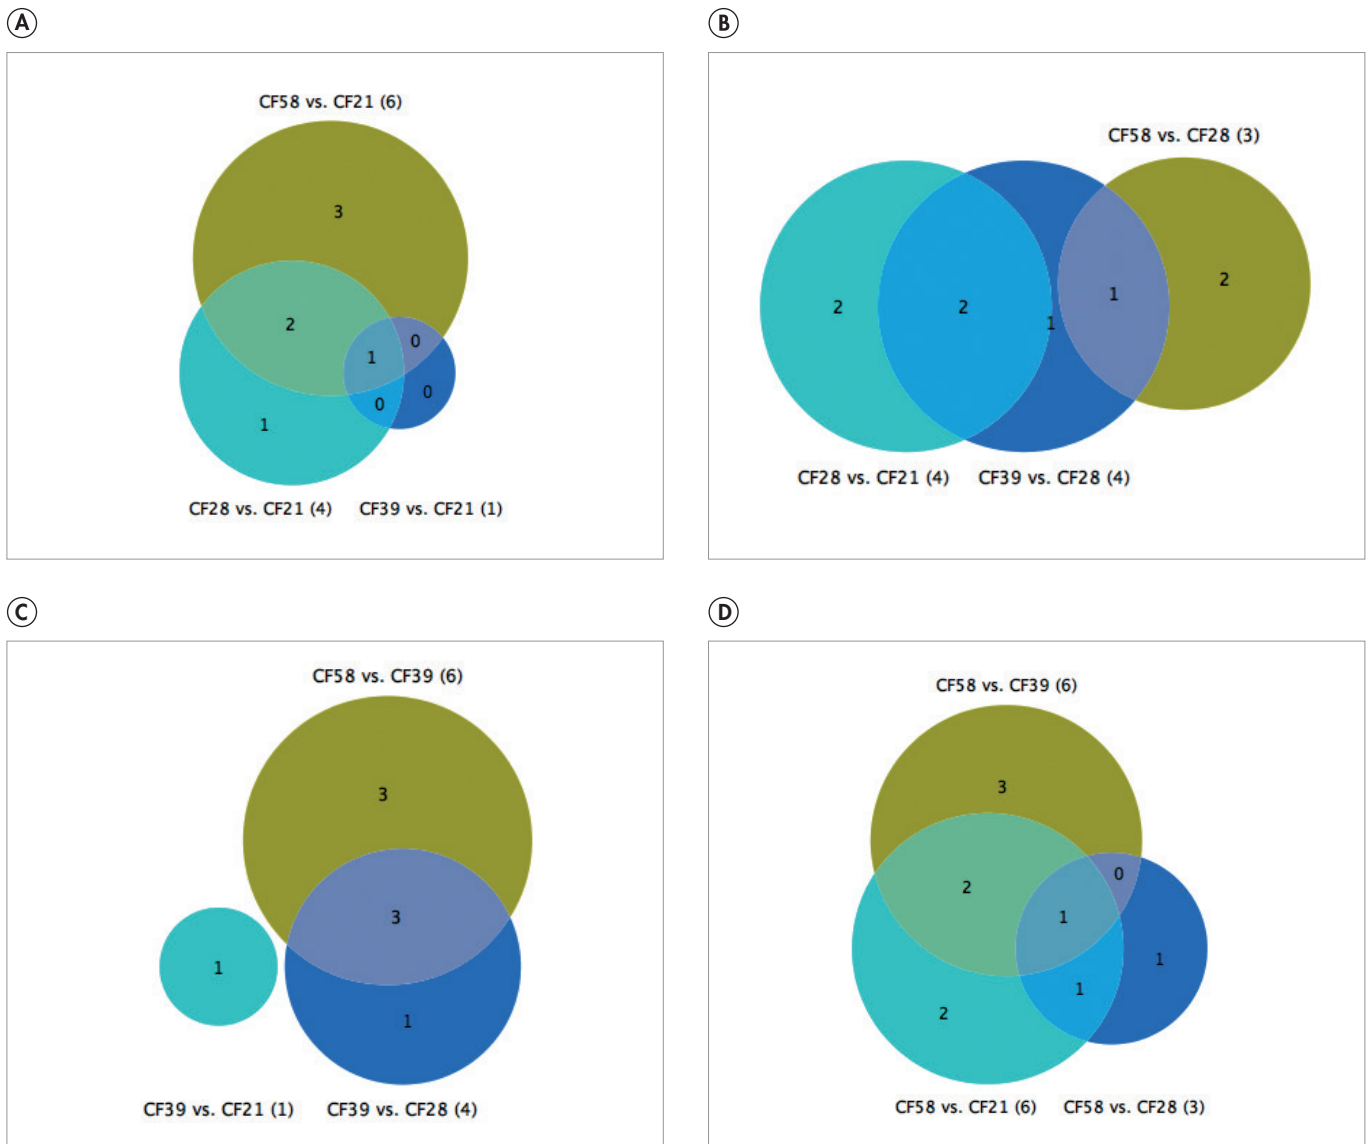 A
CF58 vs. CF21 (6)
3
2
1
0
0
0
1
CF28 vs. CF21 (4) CF39 vs. CF21 (1)
B
CF58 vs. CF28 (3)
2
2
1
1
2
CF28 vs. CF21 (4) CF39 vs. CF28 (4)
C
CF58 vs. CF39 (6)
3
3
1
1
CF39 vs. CF21 (1) CF39 vs. CF28 (4)
D
CF58 vs. CF39 (6)
3
0
2
1
1
1
2
CF58 vs. CF21 (6) CF58 vs. CF28 (3)